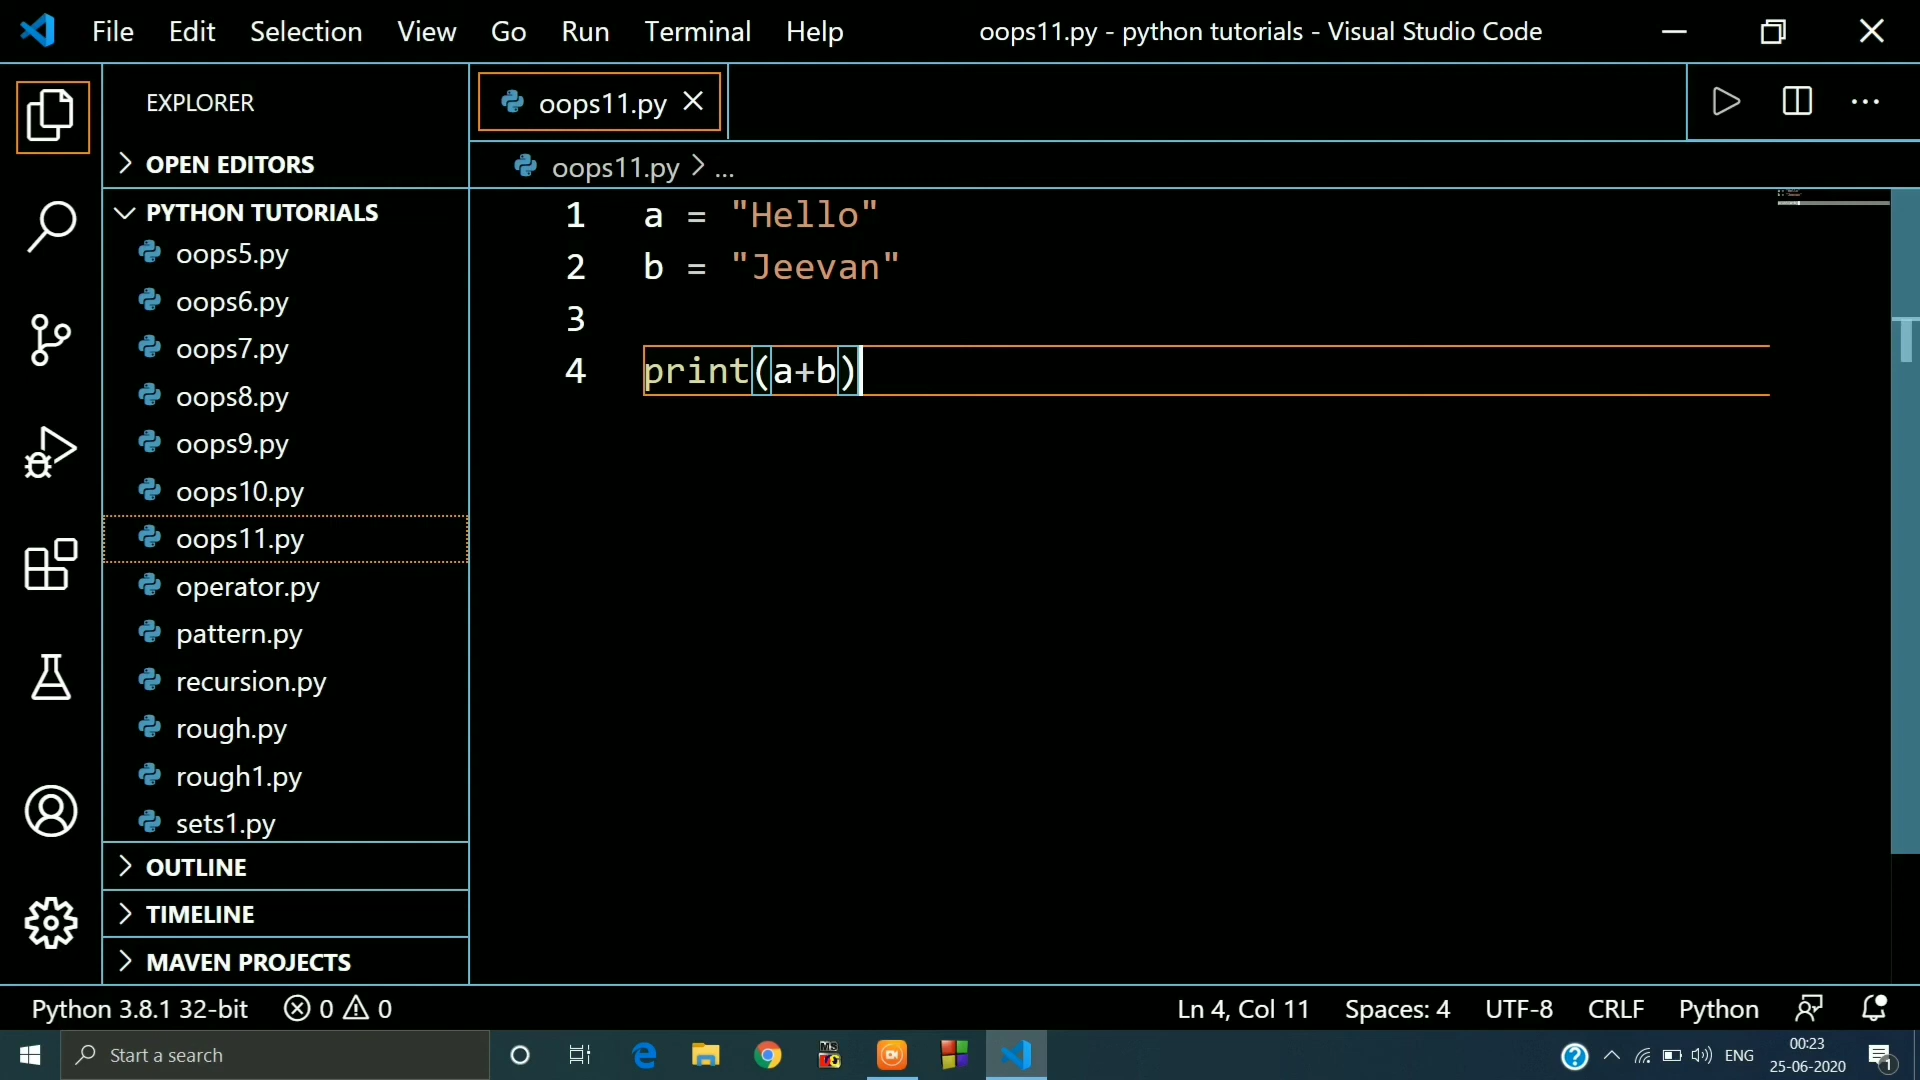 File Edit Selection View Go Run Terminal Help oops11.py - python tutorials - Visual Studio Code
EXPLORER
oops11.py
OPEN EDITORS
oops11.py > ...
PYTHON TUTORIALS
oops5.py
oops6.py
oops7.py
oops8.py
oops9.py
oops10.py
oops11.py
operator.py
pattern.py
recursion.py
rough.py
rough1.py
sets1.py
OUTLINE
TIMELINE
MAVEN PROJECTS
1 a = "Hello"
2 b = "Jeevan"
3
4 print(a+b)
Python 3.8.1 32-bit 0 0 Ln 4, Col 11 Spaces: 4 UTF-8 CRLF Python
Start a search ENG 00:23
25-06-2020 1